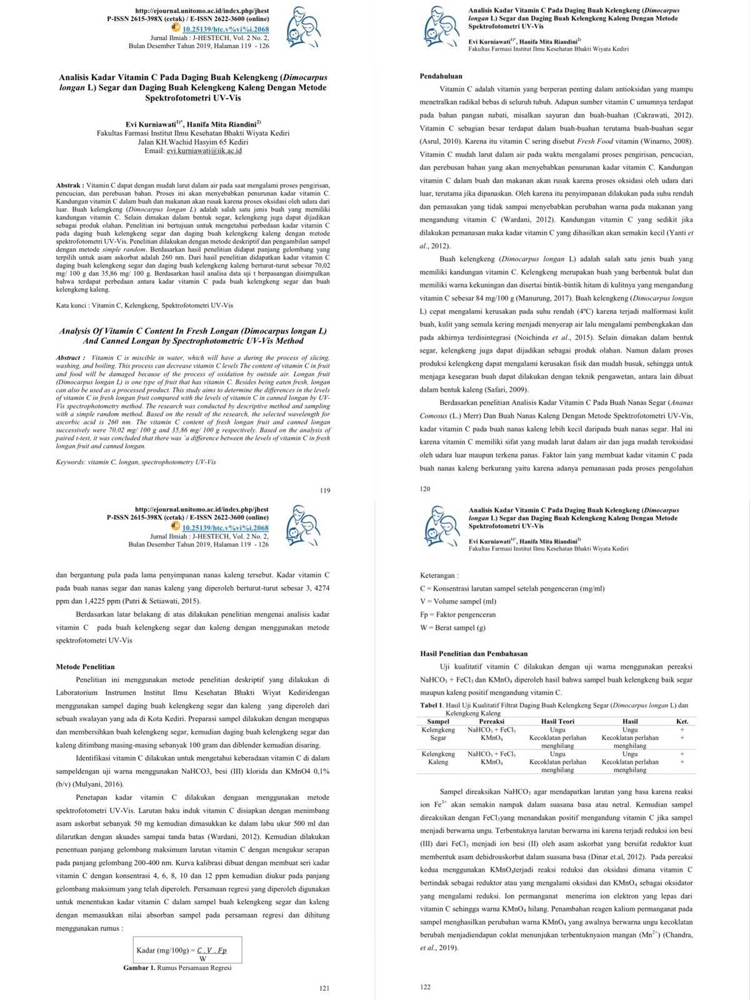 http://ejournal.unitomo.ac.id/index.php/jhest
P-ISSN 2615-398X (cetak) / E-ISSN 2622-3600 (online)
10.25139/htc.v%vi%i.2068
Jurnal Ilmiah : J-HESTECH, Vol. 2 No. 2,
Bulan Desember Tahun 2019, Halaman 119 - 126
Analisis Kadar Vitamin C Pada Daging Buah Kelengkeng (Dimocarpus
longan L) Segar dan Daging Buah Kelengkeng Kaleng Dengan Metode
Spektrofotometri UV-Vis
Evi Kurniawati1)*, Hanifa Mita Riandini2)
Fakultas Farmasi Institut Ilmu Kesehatan Bhakti Wiyata Kediri
Jalan KH.Wachid Hasyim 65 Kediri
Email: evi.kurniawati@iik.ac.id
Abstrak : Vitamin C dapat dengan mudah larut dalam air pada saat mengalami proses pengirisan,
pencucian, dan perebusan bahan. Proses ini akan menyebabkan penurunan kadar vitamin C.
Kandungan vitamin C dalam buah dan makanan akan rusak karena proses oksidasi oleh udara dari
luar. Buah kelengkeng (Dimocarpus longan L) adalah salah satu jenis buah yang memiliki
kandungan vitamin C. Selain dimakan dalam bentuk segar, kelengkeng juga dapat dijadikan
sebagai produk olahan. Penelitian ini bertujuan untuk mengetahui perbedaan kadar vitamin C
pada daging buah kelengkeng segar dan daging buah kelengkeng kaleng dengan metode
spektrofotometri UV-Vis. Penelitian dilakukan dengan metode deskriptif dan pengambilan sampel
dengan metode simple random. Berdasarkan hasil penelitian didapat panjang gelombang yang
terpilih untuk asam askorbat adalah 260 nm. Dari hasil penelitian didapatkan kadar vitamin C
daging buah kelengkeng segar dan daging buah kelengkeng kaleng berturut-turut sebesar 70,02
mg/ 100 g dan 35,86 mg/ 100 g. Berdasarkan hasil analisa data uji t berpasangan disimpulkan
bahwa terdapat perbedaan antara kadar vitamin C pada buah kelengkeng segar dan buah
kelengkeng kaleng.
Kata kunci : Vitamin C, Kelengkeng, Spektrofotometri UV-Vis
Analysis Of Vitamin C Content In Fresh Longan (Dimocarpus longan L)
And Canned Longan by Spectrophotometric UV-Vis Method
Abstract : Vitamin C is miscible in water, which will have a during the process of slicing,
washing, and boiling. This process can decrease vitamin C levels The content of vitamin C in fruit
and food will be damaged because of the process of oxidation by outside air. Longan fruit
(Dimocarpus longan L) is one type of fruit that has vitamin C. Besides being eaten fresh, longan
can also be used as a processed product. This study aims to determine the differences in the levels
of vitamin C in fresh longan fruit compared with the levels of vitamin C in canned longan by UV-
Vis spectrophotometry method. The research was conducted by descriptive method and sampling
with a simple random method. Based on the result of the research, the selected wavelength for
ascorbic acid is 260 nm. The vitamin C content of fresh longan fruit and canned longan
successively were 70,02 mg/ 100 g and 35,86 mg/ 100 g respectively. Based on the analysis of
paired t-test, it was concluded that there was `a difference between the levels of vitamin C in fresh
longan fruit and canned longan.
Keywords: vitamin C, longan, spectrophotometry UV-Vis
119
Analisis Kadar Vitamin C Pada Daging Buah Kelengkeng (Dimocarpus
longan L) Segar dan Daging Buah Kelengkeng Kaleng Dengan Metode
Spektrofotometri UV-Vis
Evi Kurniawati1)*, Hanifa Mita Riandini2)
Fakultas Farmasi Institut Ilmu Kesehatan Bhakti Wiyata Kediri
Pendahuluan
Vitamin C adalah vitamin yang berperan penting dalam antioksidan yang mampu
menetralkan radikal bebas di seluruh tubuh. Adapun sumber vitamin C umumnya terdapat
pada bahan pangan nabati, misalkan sayuran dan buah-buahan (Cakrawati, 2012).
Vitamin C sebagian besar terdapat dalam buah-buahan terutama buah-buahan segar
(Asrul, 2010). Karena itu vitamin C sering disebut Fresh Food vitamin (Winarno, 2008).
Vitamin C mudah larut dalam air pada waktu mengalami proses pengirisan, pencucian,
dan perebusan bahan yang akan menyebabkan penurunan kadar vitamin C. Kandungan
vitamin C dalam buah dan makanan akan rusak karena proses oksidasi oleh udara dari
luar, terutama jika dipanaskan. Oleh karena itu penyimpanan dilakukan pada suhu rendah
dan pemasakan yang tidak sampai menyebabkan perubahan warna pada makanan yang
mengandung vitamin C (Wardani, 2012). Kandungan vitamin C yang sedikit jika
dilakukan pemanasan maka kadar vitamin C yang dihasilkan akan semakin kecil (Yanti et
al., 2012).
Buah kelengkeng (Dimocarpus longan L) adalah salah satu jenis buah yang
memiliki kandungan vitamin C. Kelengkeng merupakan buah yang berbentuk bulat dan
memiliki warna kekuningan dan disertai bintik-bintik hitam di kulitnya yang mengandung
vitamin C sebesar 84 mg/100 g (Manurung, 2017). Buah kelengkeng (Dimocarpus longan
L) cepat mengalami kerusakan pada suhu rendah (4ºC) karena terjadi malformasi kulit
buah, kulit yang semula kering menjadi menyerap air lalu mengalami pembengkakan dan
pada akhirnya terdisintegrasi (Noichinda et al., 2015). Selain dimakan dalam bentuk
segar, kelengkeng juga dapat dijadikan sebagai produk olahan. Namun dalam proses
produksi kelengkeng dapat mengalami kerusakan fisik dan mudah busuk, sehingga untuk
menjaga kesegaran buah dapat dilakukan dengan teknik pengawetan, antara lain dibuat
dalam bentuk kaleng (Safari, 2009).
Berdasarkan penelitian Analisis Kadar Vitamin C Pada Buah Nanas Segar (Ananas
Comosus (L.) Merr) Dan Buah Nanas Kaleng Dengan Metode Spektrofotometri UV-Vis,
kadar vitamin C pada buah nanas kaleng lebih kecil daripada buah nanas segar. Hal ini
karena vitamin C memiliki sifat yang mudah larut dalam air dan juga mudah teroksidasi
oleh udara luar maupun terkena panas. Faktor lain yang membuat kadar vitamin C pada
buah nanas kaleng berkurang yaitu karena adanya pemanasan pada proses pengolahan
120
http://ejournal.unitomo.ac.id/index.php/jhest
P-ISSN 2615-398X (cetak) / E-ISSN 2622-3600 (online)
10.25139/htc.v%vi%i.2068
Jurnal Ilmiah : J-HESTECH, Vol. 2 No. 2,
Bulan Desember Tahun 2019, Halaman 119 - 126
dan bergantung pula pada lama penyimpanan nanas kaleng tersebut. Kadar vitamin C
pada buah nanas segar dan nanas kaleng yang diperoleh berturut-turut sebesar 3, 4274
ppm dan 1,4225 ppm (Putri & Setiawati, 2015).
Berdasarkan latar belakang di atas dilakukan penelitian mengenai analisis kadar
vitamin C pada buah kelengkeng segar dan kaleng dengan menggunakan metode
spektrofotometri UV-Vis
Metode Penelitian
Penelitian ini menggunakan metode penelitian deskriptif yang dilakukan di
Laboratorium Instrumen Institut Ilmu Kesehatan Bhakti Wiyat Kediridengan
menggunakan sampel daging buah kelengkeng segar dan kaleng yang diperoleh dari
sebuah swalayan yang ada di Kota Kediri. Preparasi sampel dilakukan dengan mengupas
dan membersihkan buah kelengkeng segar, kemudian daging buah kelengkeng segar dan
kaleng ditimbang masing-masing sebanyak 100 gram dan diblender kemudian disaring.
Identifikasi vitamin C dilakukan untuk mengetahui keberadaan vitamin C di dalam
sampeldengan uji warna menggunakan NaHCO3, besi (III) klorida dan KMnO4 0,1%
(b/v) (Mulyani, 2016).
Penetapan kadar vitamin C dilakukan dengaan menggunakan metode
spektrofotometri UV-Vis. Larutan baku induk vitamin C disiapkan dengan menimbang
asam askorbat sebanyak 50 mg kemudian dimasukkan ke dalam labu ukur 500 ml dan
dilarutkan dengan akuades sampai tanda batas (Wardani, 2012). Kemudian dilakukan
penentuan panjang gelombang maksimum larutan vitamin C dengan mengukur serapan
pada panjang gelombang 200-400 nm. Kurva kalibrasi dibuat dengan membuat seri kadar
vitamin C dengan konsentrasi 4, 6, 8, 10 dan 12 ppm kemudian diukur pada panjang
gelombang maksimum yang telah diperoleh. Persamaan regresi yang diperoleh digunakan
untuk menentukan kadar vitamin C dalam sampel buah kelengkeng segar dan kaleng
dengan memasukkan nilai absorban sampel pada persamaan regresi dan dihitung
menggunakan rumus :
Kadar (mg/100g) = C . V . Fp
W
Gambar 1. Rumus Persamaan Regresi
121
Analisis Kadar Vitamin C Pada Daging Buah Kelengkeng (Dimocarpus
longan L) Segar dan Daging Buah Kelengkeng Kaleng Dengan Metode
Spektrofotometri UV-Vis
Evi Kurniawati1)*, Hanifa Mita Riandini2)
Fakultas Farmasi Institut Ilmu Kesehatan Bhakti Wiyata Kediri
Keterangan :
C = Konsentrasi larutan sampel setelah pengenceran (mg/ml)
V = Volume sampel (ml)
Fp = Faktor pengenceran
W = Berat sampel (g)
Hasil Penelitian dan Pembahasan
Uji kualitatif vitamin C dilakukan dengan uji warna menggunakan pereaksi
NaHCO3 + FeCl3 dan KMnO4 diperoleh hasil bahwa sampel buah kelengkeng baik segar
maupun kaleng positif mengandung vitamin C.
Tabel 1. Hasil Uji Kualitatif Filtrat Daging Buah Kelengkeng Segar (Dimocarpus longan L) dan
Kelengkeng Kaleng
Sampel Pereaksi Hasil Teori Hasil Ket.
Kelengkeng NaHCO3 + FeCl3 Ungu Ungu +
Segar KMnO4 Kecoklatan perlahan Kecoklatan perlahan +
menghilang menghilang
Kelengkeng NaHCO3 + FeCl3 Ungu Ungu +
Kaleng KMnO4 Kecoklatan perlahan Kecoklatan perlahan +
menghilang menghilang
Sampel direaksikan NaHCO3 agar mendapatkan larutan yang basa karena reaksi
ion Fe3+ akan semakin nampak dalam suasana basa atau netral. Kemudian sampel
direaksikan dengan FeCl3yang menandakan positif mengandung vitamin C jika sampel
menjadi berwarna ungu. Terbentuknya larutan berwarna ini karena terjadi reduksi ion besi
(III) dari FeCl3 menjadi ion besi (II) oleh asam askorbat yang bersifat reduktor kuat
membentuk asam dehidroaskorbat dalam suasana basa (Dinar et.al, 2012). Pada pereaksi
kedua menggunakan KMnO4terjadi reaksi reduksi dan oksidasi dimana vitamin C
bertindak sebagai reduktor atau yang mengalami oksidasi dan KMnO4 sebagai oksidator
yang mengalami reduksi. Ion permanganat menerima ion elektron yang lepas dari
vitamin C sehingga warna KMnO4 hilang. Penambahan reagen kalium permanganat pada
sampel menghasilkan perubahan warna KMnO4 yang awalnya berwarna ungu kecoklatan
berubah menjadiendapan coklat menunjukan terbentuknyaion mangan (Mn2+) (Chandra,
et al., 2019).
122